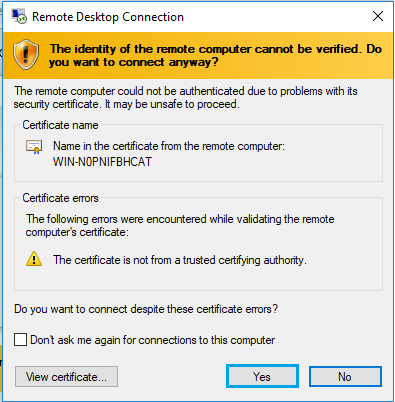 Remote Desktop Connection
The identity of the remote computer cannot be verified. Do
you want to connect anyway?
The remote computer could not be authenticated due to problems with its
security certificate. It may be unsafe to proceed.
Certificate name
Name in the certificate from the remote computer:
WIN-N0PNIFBHCAT
Certificate errors
The following errors were encountered while validating the remote
computer's certificate:
The certificate is not from a trusted certifying authority.
Do you want to connect despite these certificate errors?
Don't ask me again for connections to this computer
View certificate...
Yes
No